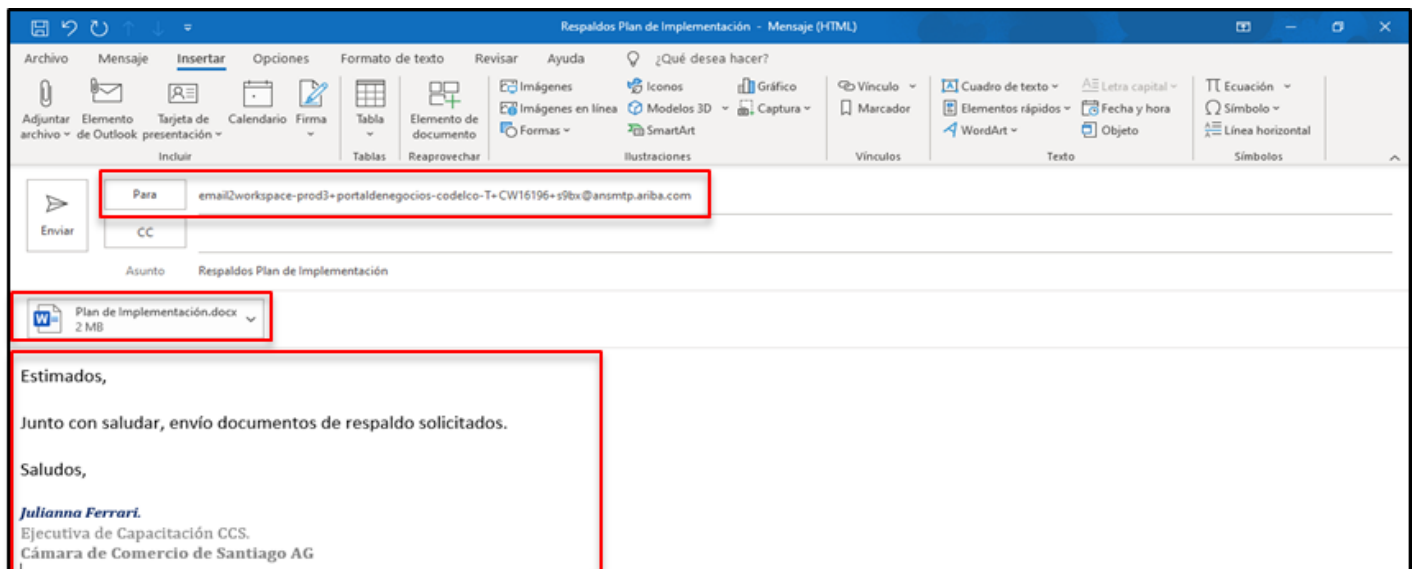 Respaldos Plan de Implementación - Mensaje (HTML)
Archivo Mensaje Insertar Opciones Formato de texto Revisar Ayuda ¿Qué desea hacer?
Adjuntar archivo
Elemento de Outlook
Tarjeta de presentación
Calendario
Firma
Incluir
Tabla
Tablas
Elemento de documento
Reaprovechar
Imágenes
Imágenes en línea
Formas
Iconos
Modelos 3D
SmartArt
Gráfico
Captura
Ilustraciones
Vínculo
Marcador
Vínculos
Cuadro de texto
Elementos rápidos
WordArt
Letra capital
Fecha y hora
Objeto
Texto
Ecuación
Símbolo
Línea horizontal
Símbolos
Enviar
Para email2workspace-prod3+portaldenegocios-codelco-T+CW16196+s9bx@ansmtp.ariba.com
CC
Asunto Respaldos Plan de Implementación
Plan de Implementación.docx
2 MB
Estimados,
Junto con saludar, envío documentos de respaldo solicitados.
Saludos,
Julianna Ferrari.
Ejecutiva de Capacitación CCS.
Cámara de Comercio de Santiago AG